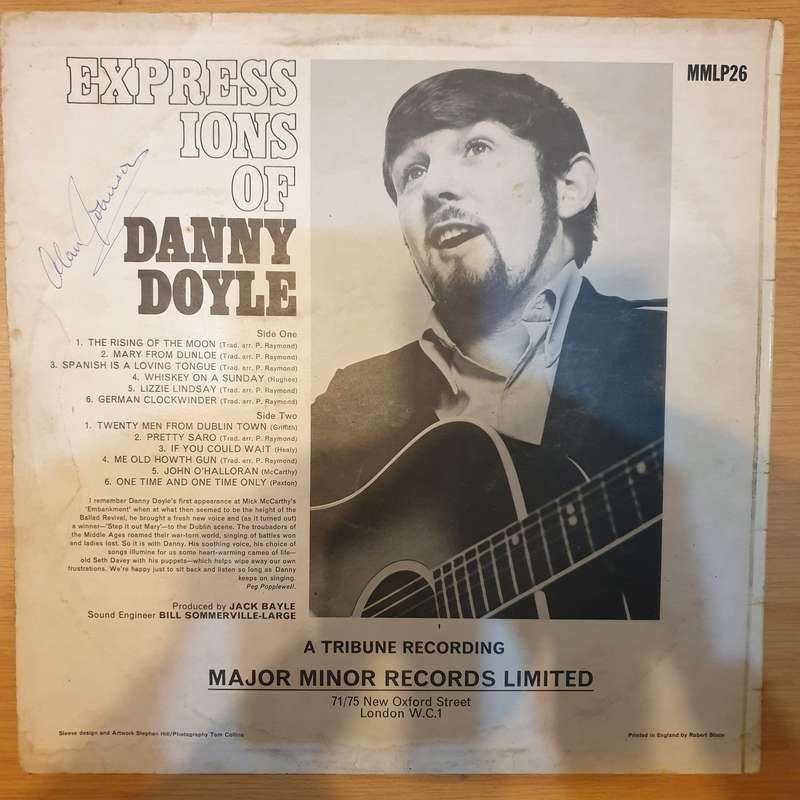 EXPRESS
IONS
OF
DANNY
DOYLE
MMLP26
Alan Johnson
Side One
1. THE RISING OF THE MOON (Trad. arr. P. Raymond)
2. MARY FROM DUNLOE (Trad. arr. P. Raymond)
3. SPANISH IS A LOVING TONGUE (Trad. arr. P. Raymond)
4. WHISKEY ON A SUNDAY (Hughes)
5. LIZZIE LINDSAY (Trad. arr. P. Raymond)
6. GERMAN CLOCKWINDER (Trad. arr. P. Raymond)
Side Two
1. TWENTY MEN FROM DUBLIN TOWN (Griffith)
2. PRETTY SARO (Trad. arr. P. Raymond)
3. IF YOU COULD WAIT (Healy)
4. ME OLD HOWTH GUN (Trad. arr. P. Raymond)
5. JOHN O'HALLORAN (McCarthy)
6. ONE TIME AND ONE TIME ONLY (Paxton)
I remember Danny Doyle's first appearance at Mick McCarthy's
'Embankment' when at what then seemed to be the height of the
Ballad Revival, he brought a fresh new voice and (as it turned out)
a winner—'Step it out Mary'—to the Dublin scene. The troubaders of
the Middle Ages roamed their war-torn world, singing of battles won
and ladies lost. So it is with Danny. His soothing voice, his choice of
songs illumine for us some heart-warming cameo of life—
old Seth Davey with his puppets—which helps wipe away our own
frustrations. We're happy just to sit back and listen so long as Danny
keeps on singing.
Peg Popplewell.
Produced by JACK BAYLE
Sound Engineer BILL SOMMERVILLE-LARGE
A TRIBUNE RECORDING
MAJOR MINOR RECORDS LIMITED
71/75 New Oxford Street
London W.C.1
Sleeve design and Artwork Stephen Hill/Photography Tom Collins
Printed in England by Robert Stace